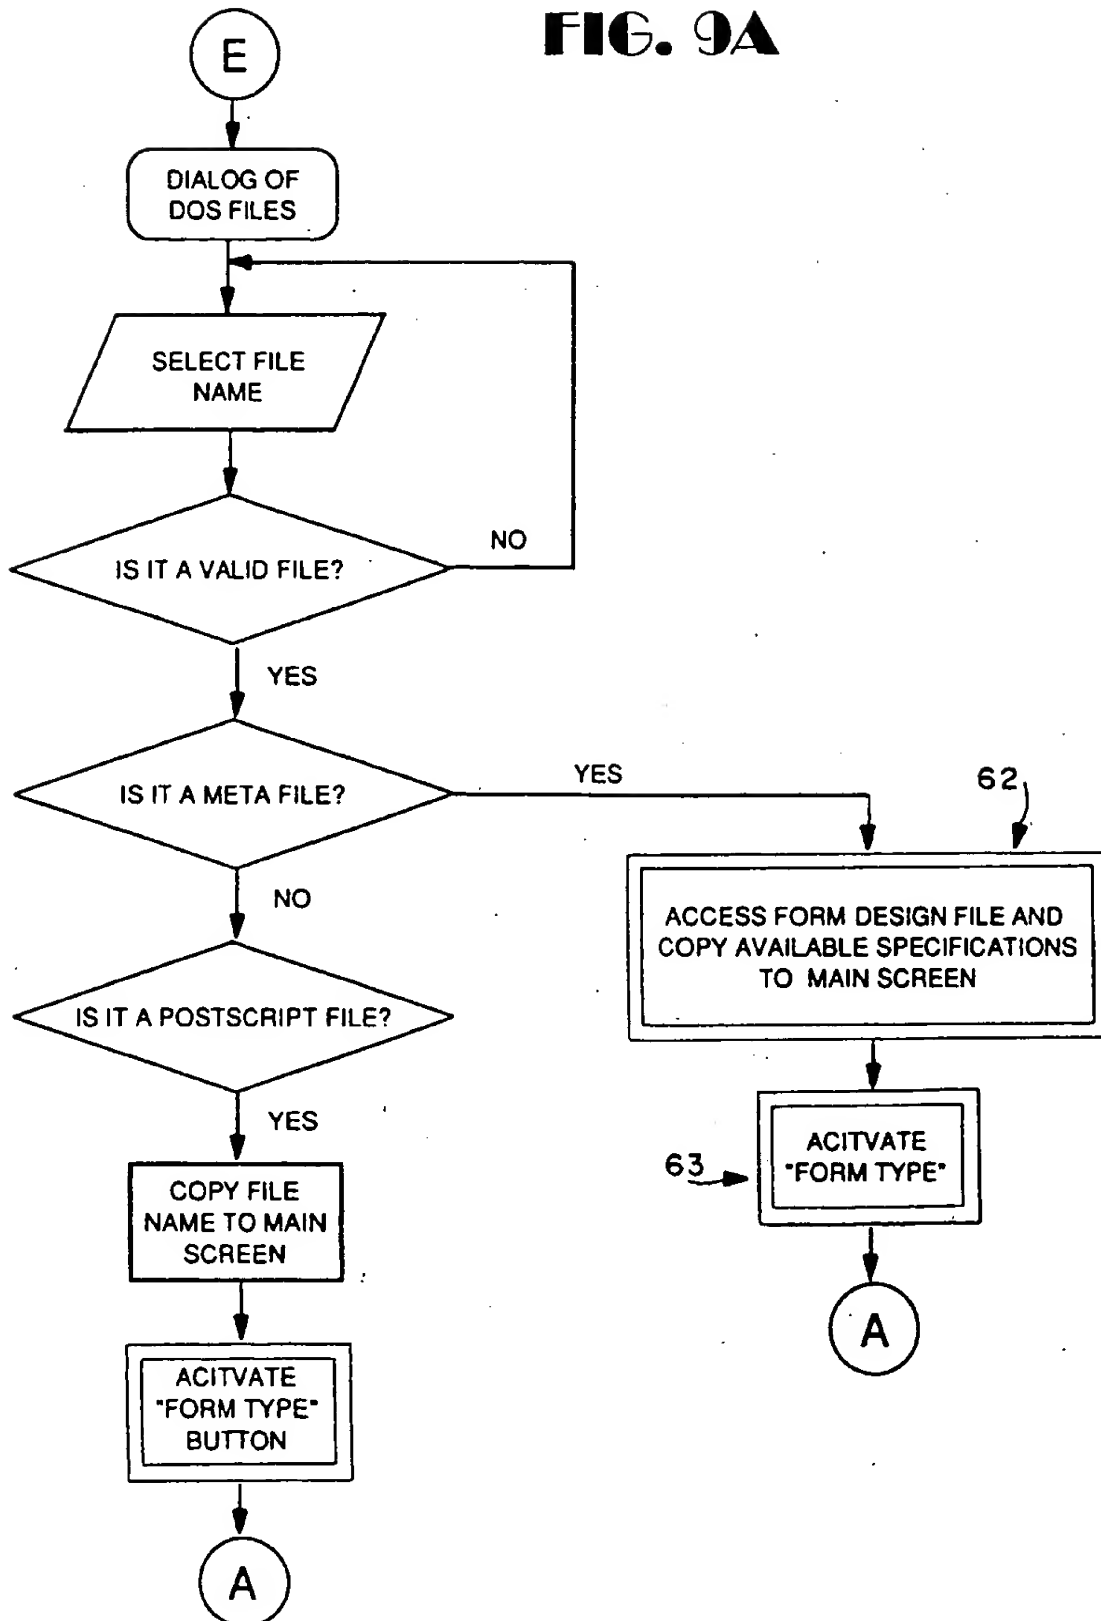 FIG. 9A
E
DIALOG OF
DOS FILES
SELECT FILE
NAME
IS IT A VALID FILE?
NO
YES
IS IT A META FILE?
YES
NO
62
ACCESS FORM DESIGN FILE AND
COPY AVAILABLE SPECIFICATIONS
TO MAIN SCREEN
IS IT A POSTSCRIPT FILE?
YES
63
ACITVATE
"FORM TYPE"
A
COPY FILE
NAME TO MAIN
SCREEN
ACITVATE
"FORM TYPE"
BUTTON
A